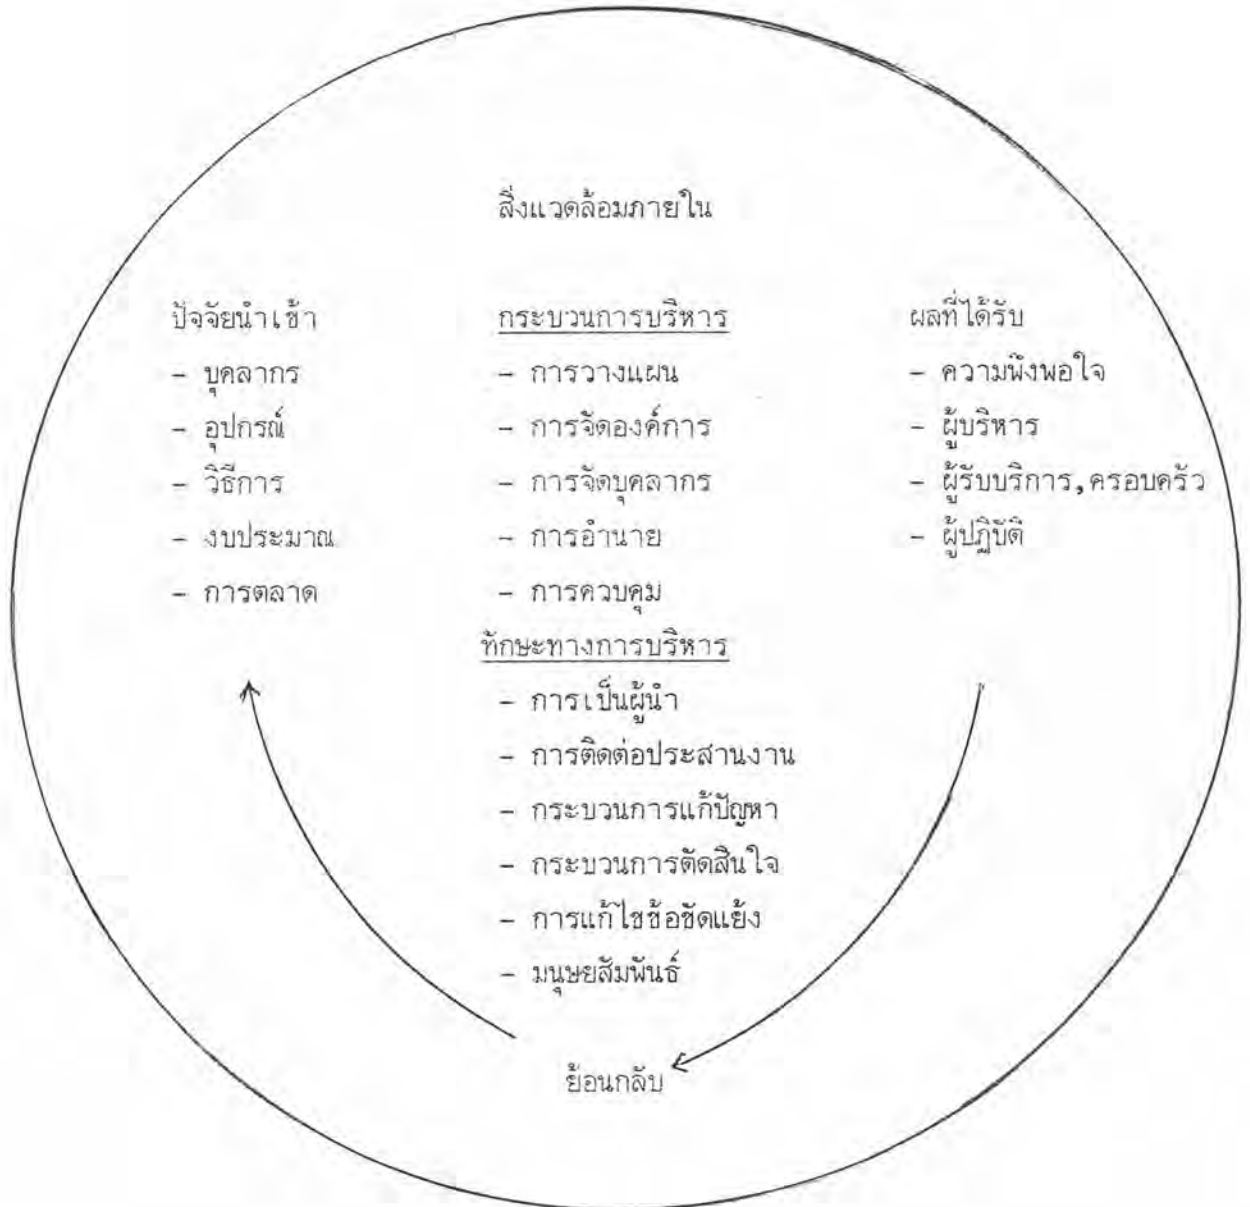 สิ่งแวดล้อมภายใน
ปัจจัยนำเข้า
- บุคลากร
- อุปกรณ์
- วิธีการ
- งบประมาณ
- การตลาด
กระบวนการบริหาร
- การวางแผน
- การจัดองค์การ
- การจัดบุคลากร
- การอำนาย
- การควบคุม
ทักษะทางการบริหาร
- การเป็นผู้นำ
- การติดต่อประสานงาน
- กระบวนการแก้ปัญหา
- กระบวนการตัดสินใจ
- การแก้ไขข้อขัดแย้ง
- มนุษยสัมพันธ์
ผลที่ได้รับ
- ความพึงพอใจ
- ผู้บริหาร
- ผู้รับบริการ,ครอบครัว
- ผู้ปฏิบัติ
ย้อนกลับ